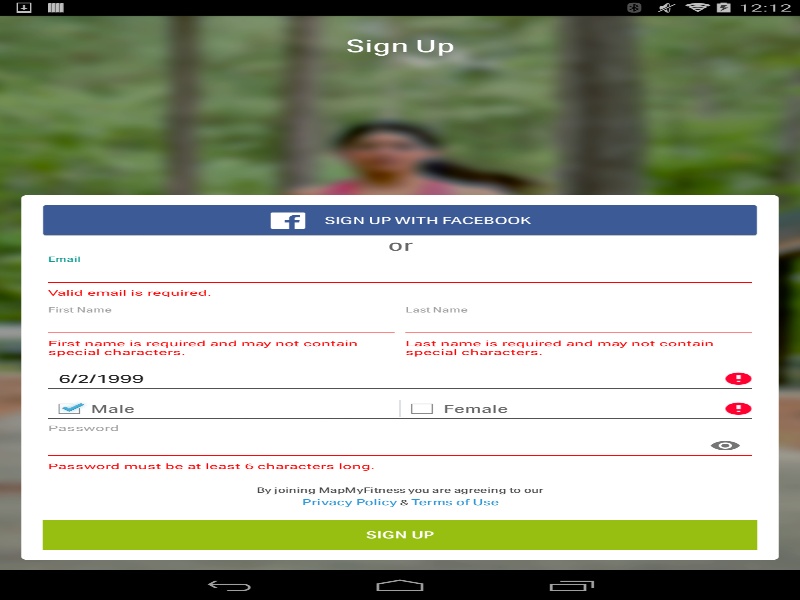 12:12
Sign Up
SIGN UP WITH FACEBOOK
or
Email
Valid email is required.
First Name
Last Name
First name is required and may not contain
special characters.
Last name is required and may not contain
special characters.
6/2/1999
Male
Female
Password
Password must be at least 6 characters long.
By joining MapMyFitness you are agreeing to our
Privacy Policy & Terms of Use
SIGN UP